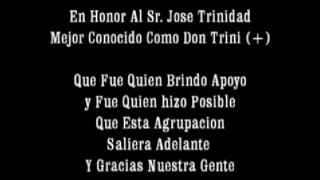 En Honor Al Sr. Jose Trinidad
Mejor Conocido Como Don Trini (+)
Que Fue Quien Brindo Apoyo
y Fue Quien hizo Posible
Que Esta Agrupacion
Saliera Adelante
Y Gracias Nuestra Gente